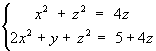 x² + z² = 4z
2x² + y + z² = 5 + 4z